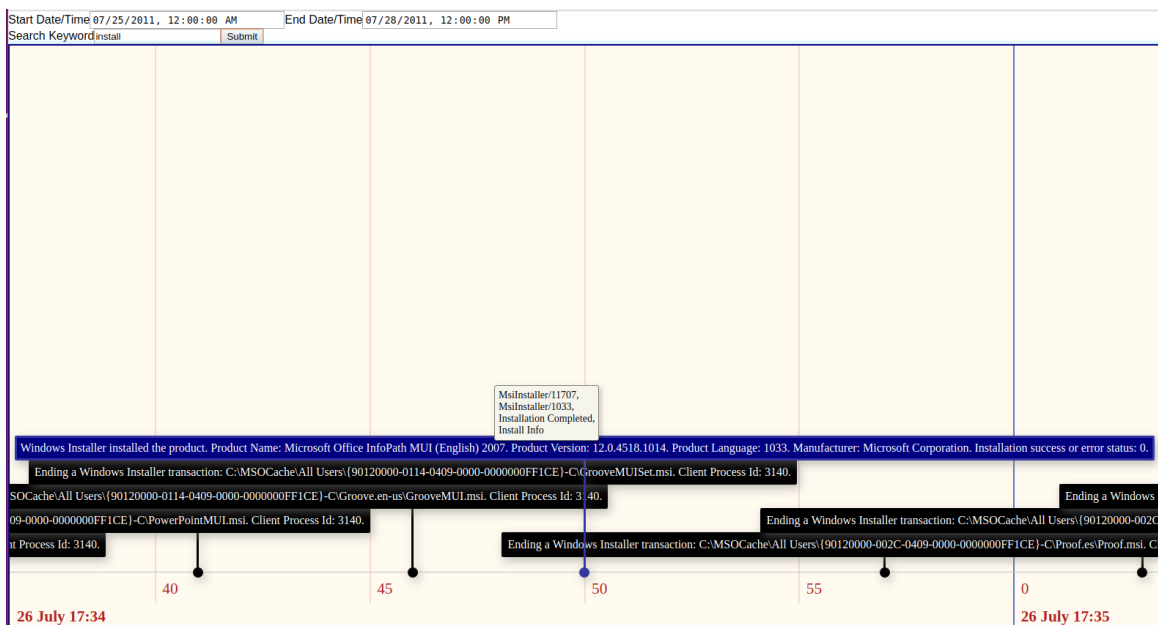 Start Date/Time 07/25/2011, 12:00:00 AM End Date/Time 07/28/2011, 12:00:00 PM
Search Keyword install Submit
MsiInstaller/11707,
MsiInstaller/1033,
Installation Completed,
Install Info
Windows Installer installed the product. Product Name: Microsoft Office InfoPath MUI (English) 2007. Product Version: 12.0.4518.1014. Product Language: 1033. Manufacturer: Microsoft Corporation. Installation success or error status: 0.
Ending a Windows Installer transaction: C:\MSOCache\All Users\{90120000-0114-0409-0000-0000000FF1CE}-C\GrooveMUISet.msi. Client Process Id: 3140.
SOCache\All Users\{90120000-0114-0409-0000-0000000FF1CE}-C\Groove.en-us\GrooveMUI.msi. Client Process Id: 3140. Ending a Windows
09-0000-0000000FF1CE}-C\PowerPointMUI.msi. Client Process Id: 3140. Ending a Windows Installer transaction: C:\MSOCache\All Users\{90120000-002C
nt Process Id: 3140. Ending a Windows Installer transaction: C:\MSOCache\All Users\{90120000-002C-0409-0000-0000000FF1CE}-C\Proof.es\Proof.msi. C
40 45 50 55 0
26 July 17:34 26 July 17:35